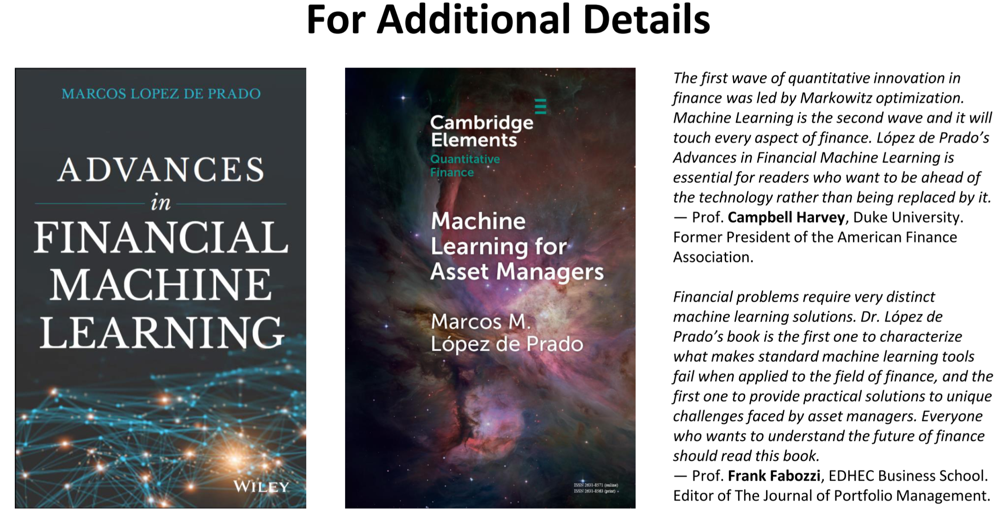 For Additional Details
MARCOS LOPEZ DE PRADO
ADVANCES
in
FINANCIAL
MACHINE
LEARNING
WILEY
Cambridge
Elements
Quantitative
Finance
Machine
Learning for
Asset Managers
Marcos M.
López de Prado
ISSN 2631-8571 (online)
ISSN 2631-8563 (print)
The first wave of quantitative innovation in
finance was led by Markowitz optimization.
Machine Learning is the second wave and it will
touch every aspect of finance. López de Prado’s
Advances in Financial Machine Learning is
essential for readers who want to be ahead of
the technology rather than being replaced by it.
— Prof. Campbell Harvey, Duke University.
Former President of the American Finance
Association.
Financial problems require very distinct
machine learning solutions. Dr. López de
Prado’s book is the first one to characterize
what makes standard machine learning tools
fail when applied to the field of finance, and the
first one to provide practical solutions to unique
challenges faced by asset managers. Everyone
who wants to understand the future of finance
should read this book.
— Prof. Frank Fabozzi, EDHEC Business School.
Editor of The Journal of Portfolio Management.